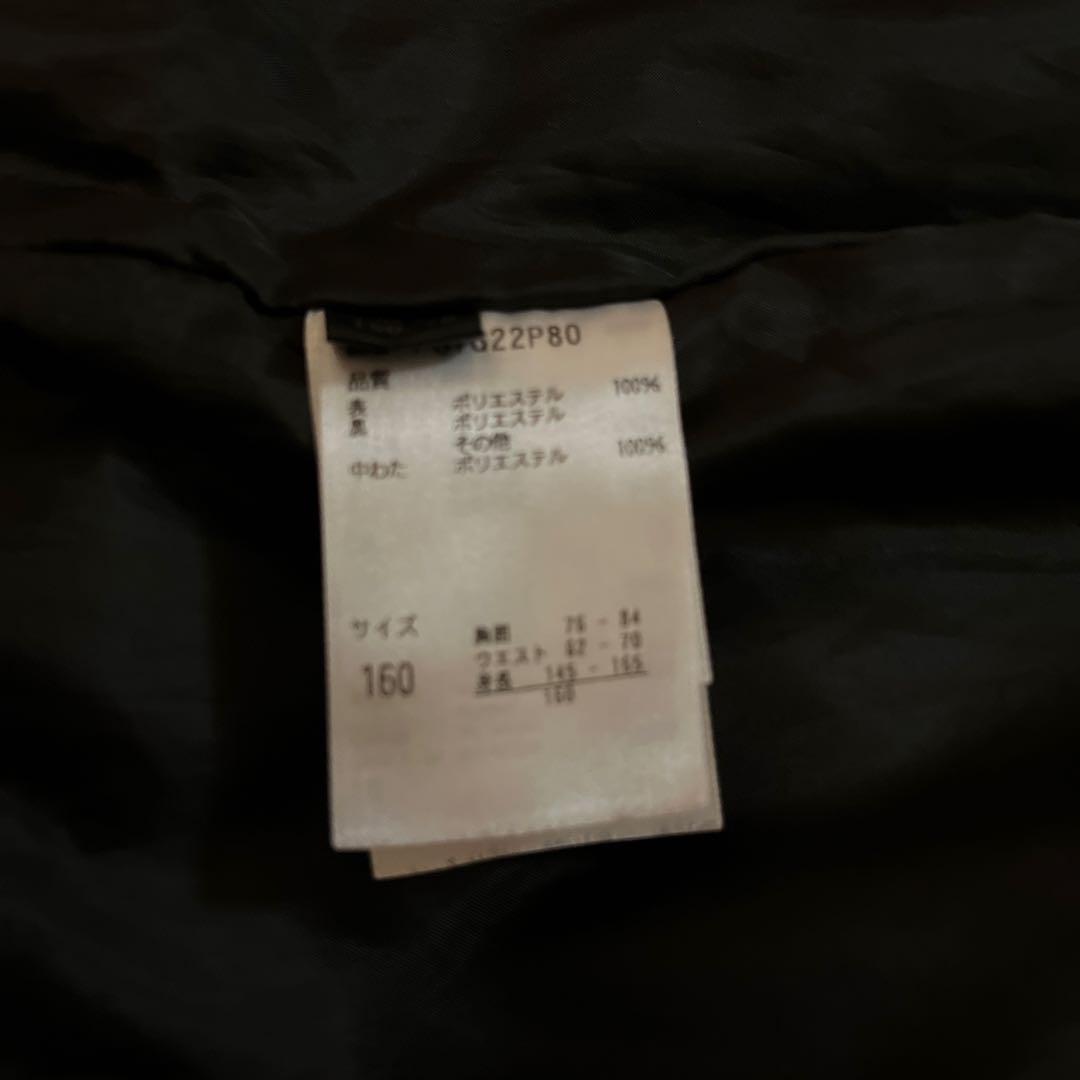 G22P80
品質
表 ポリエステル 100%
裏 ポリエステル
その他
中わた ポリエステル 100%
サイズ
160
胸囲 76 - 84
ウエスト 62 - 70
身長 145 - 165
160